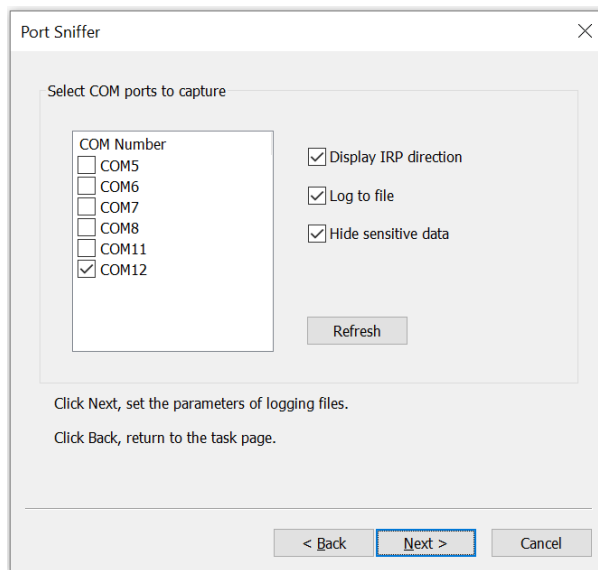 Port Sniffer
Select COM ports to capture
COM Number
COM5
COM6
COM7
COM8
COM11
COM12
Display IRP direction
Log to file
Hide sensitive data
Refresh
Click Next, set the parameters of logging files.
Click Back, return to the task page.
< Back
Next >
Cancel